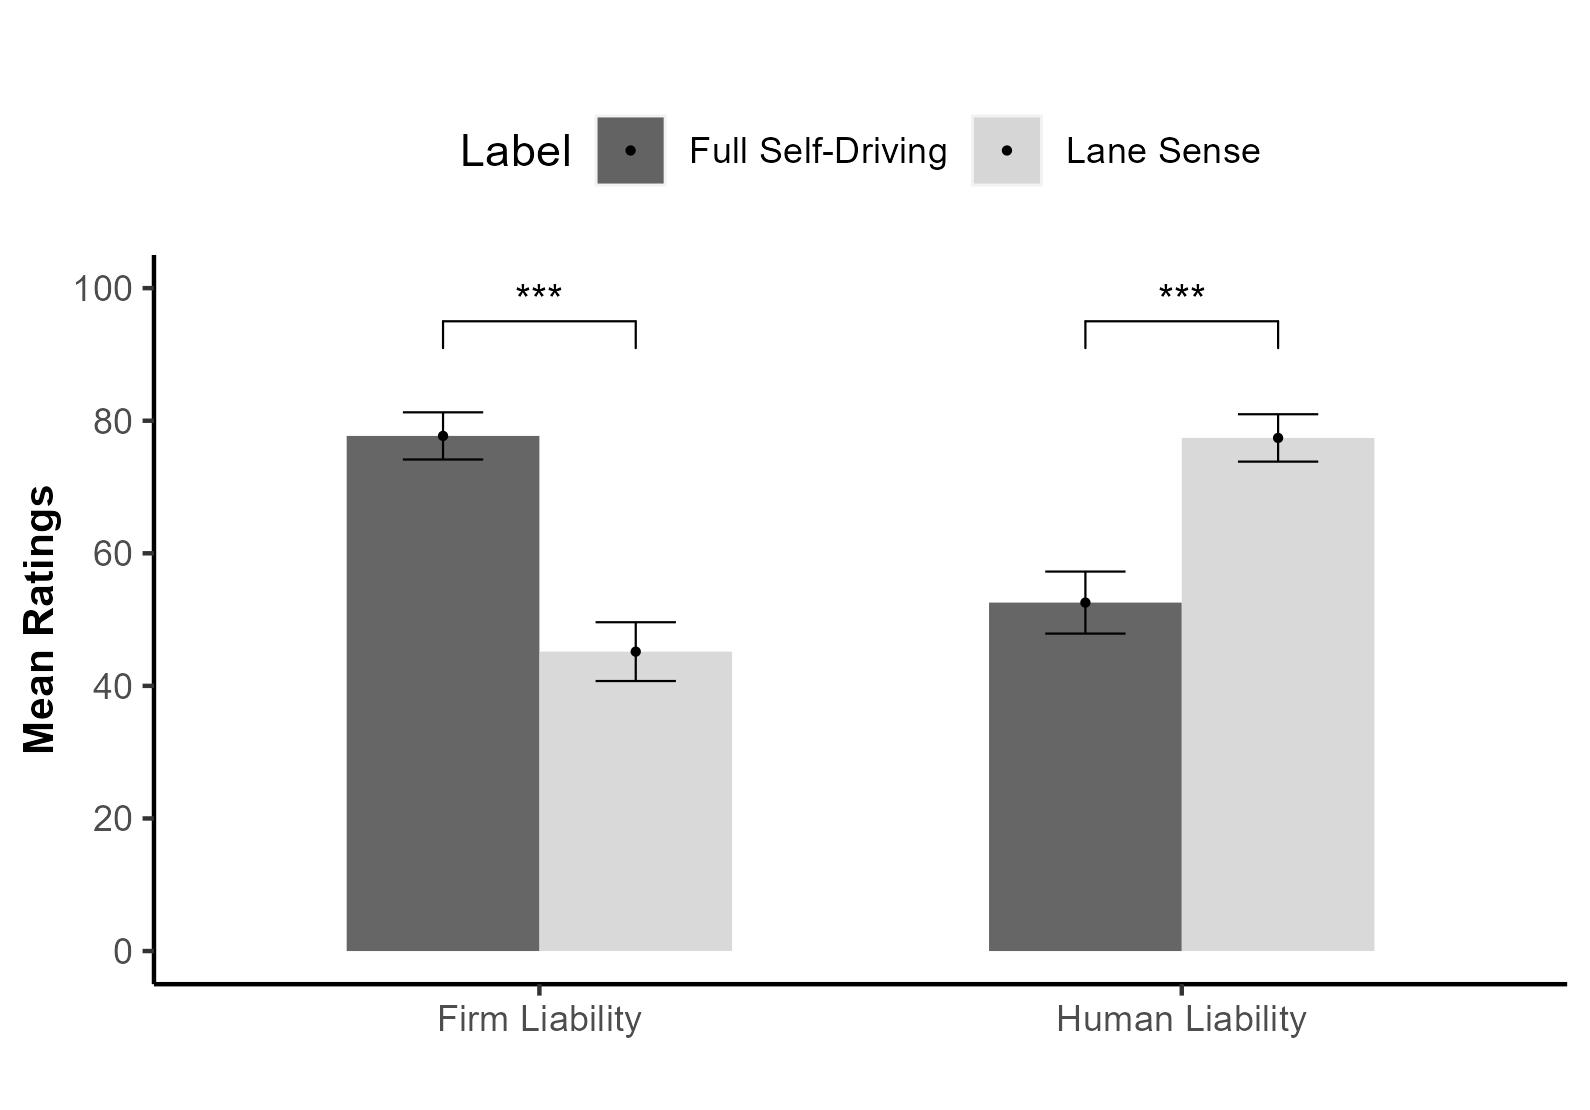 Label Full Self-Driving Lane Sense
***
***
100
80
60
40
20
0
Mean Ratings
Firm Liability
Human Liability